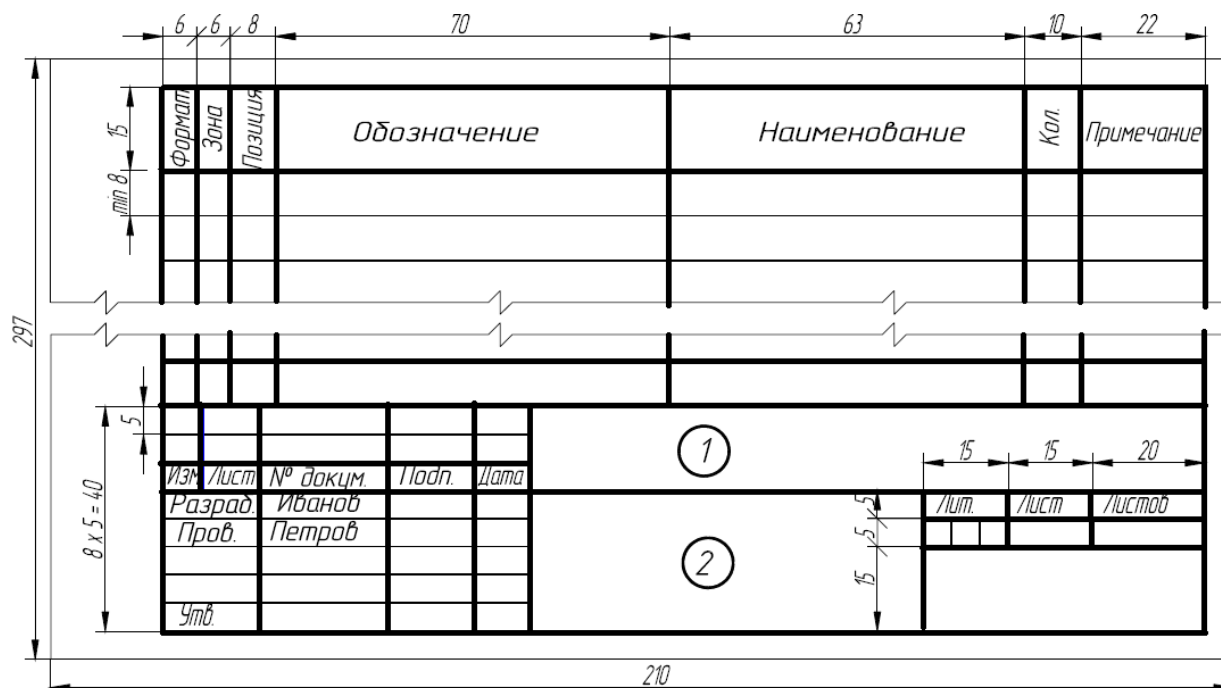 6 6 8 70 63 10 22
15 Формат Зона Позиция Обозначение Наименование Кол. Примечание
min 8
297
5
1
15 15 20
Изм Лист № докум. Подп. Дата
8 x 5 = 40
Разраб. Иванов 5 Лит. Лист Листов
Пров. Петров 5
2
15
Утв.
210